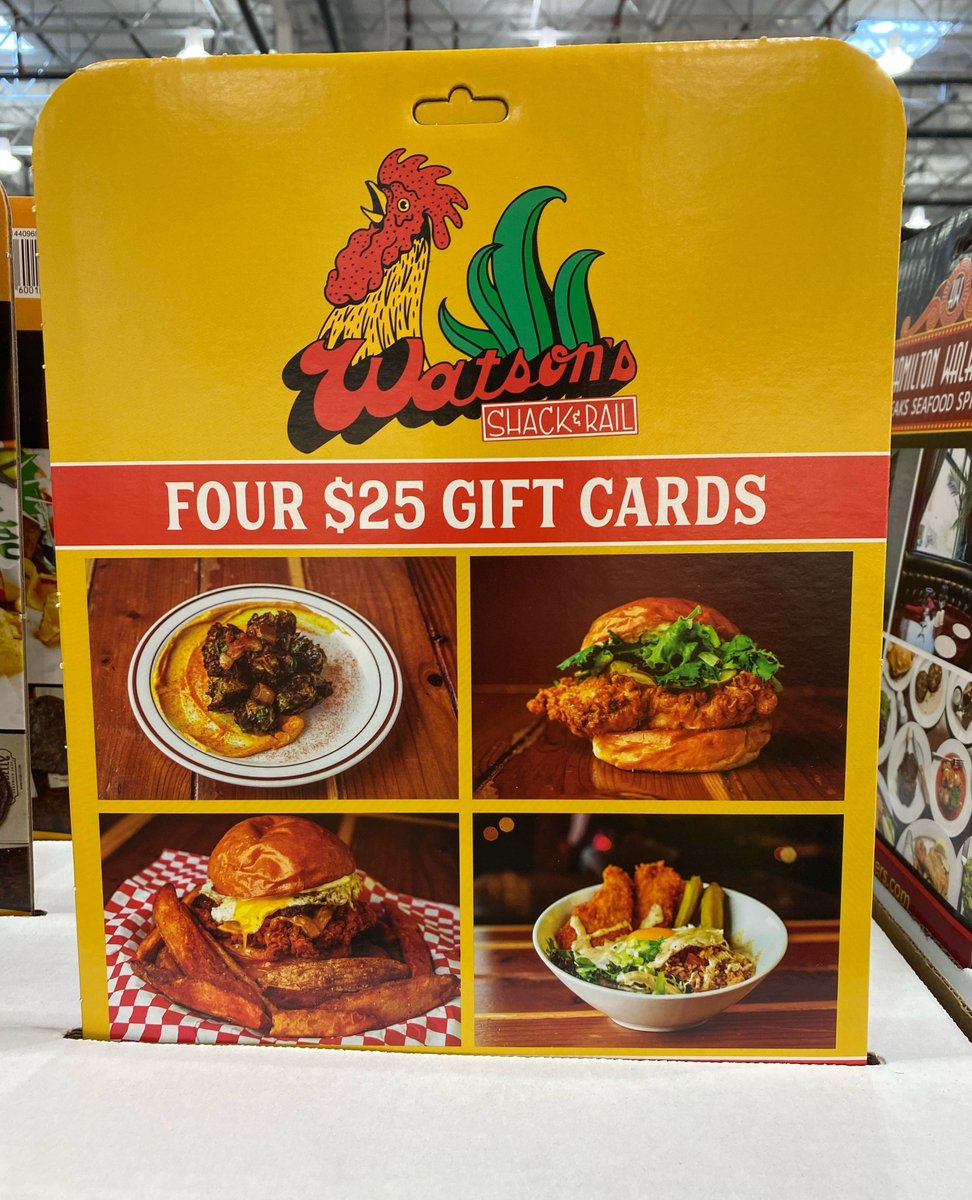 Watson's
SHACK & RAIL
FOUR $25 GIFT CARDS